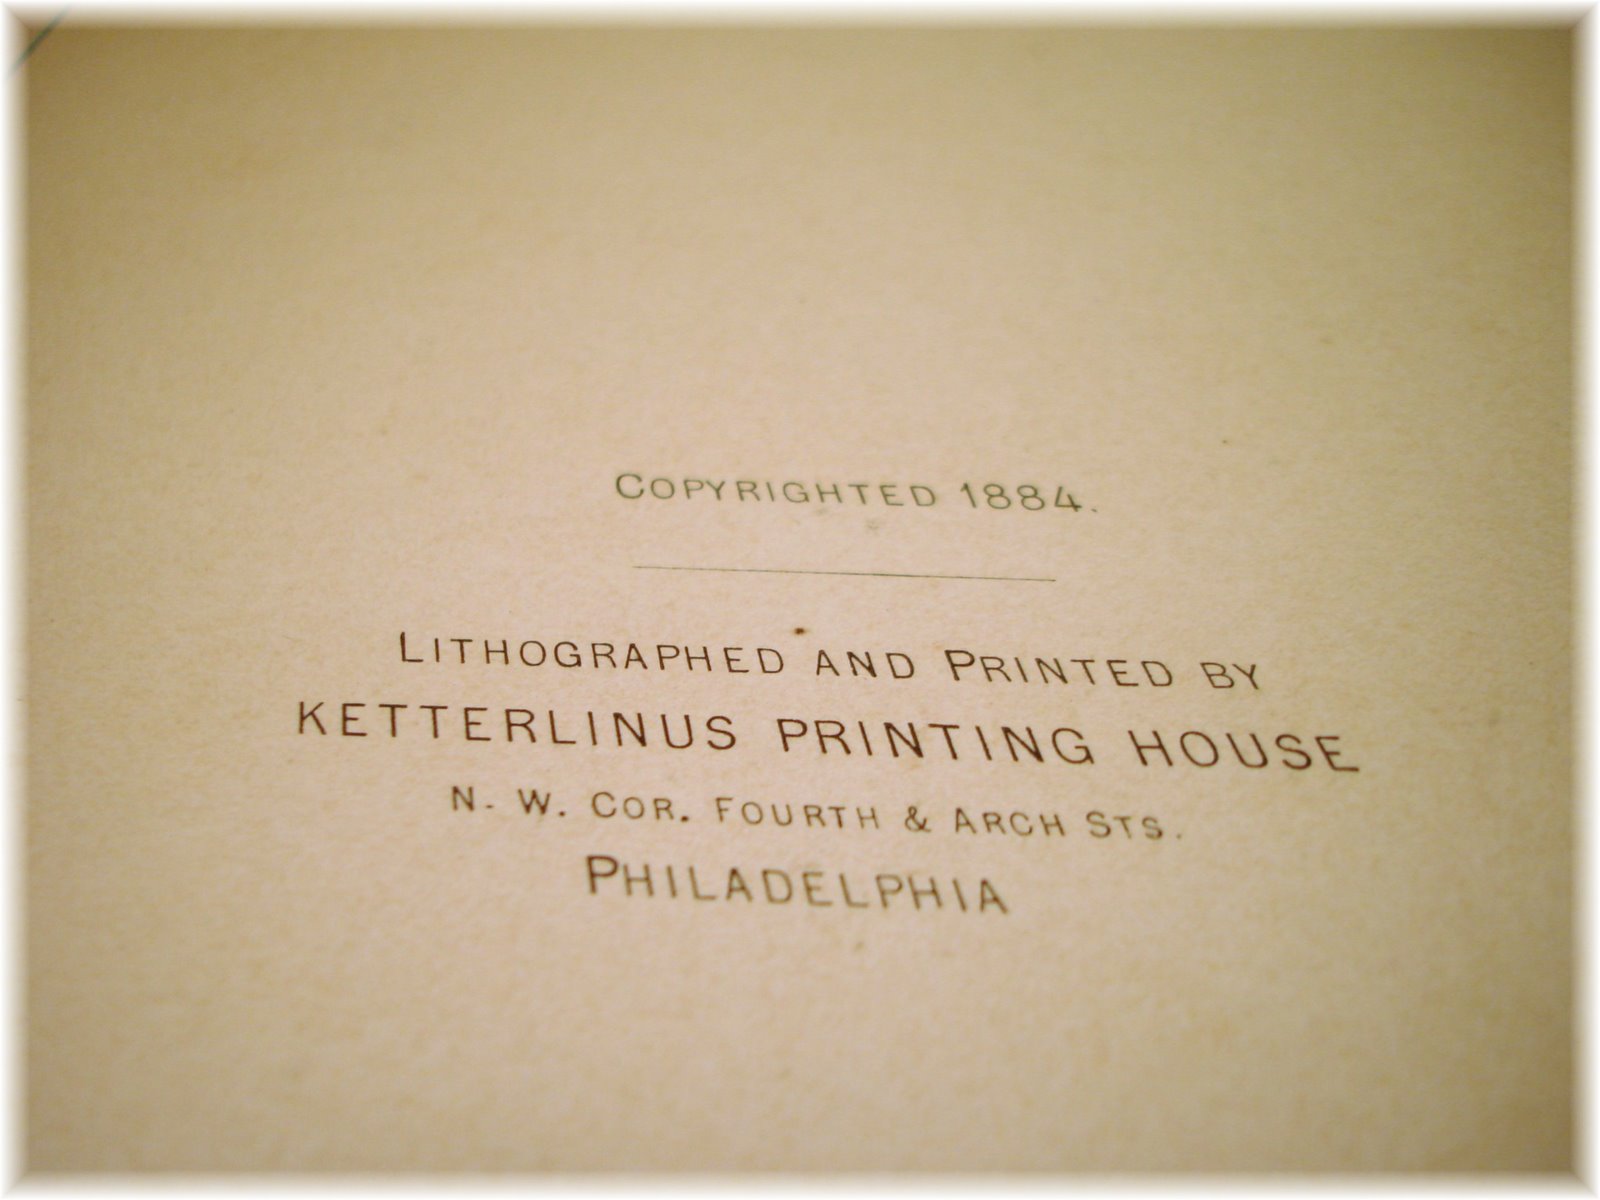 COPYRIGHTED 1884.
LITHOGRAPHED AND PRINTED BY
KETTERLINUS PRINTING HOUSE
N. W. COR. FOURTH & ARCH STS.
PHILADELPHIA